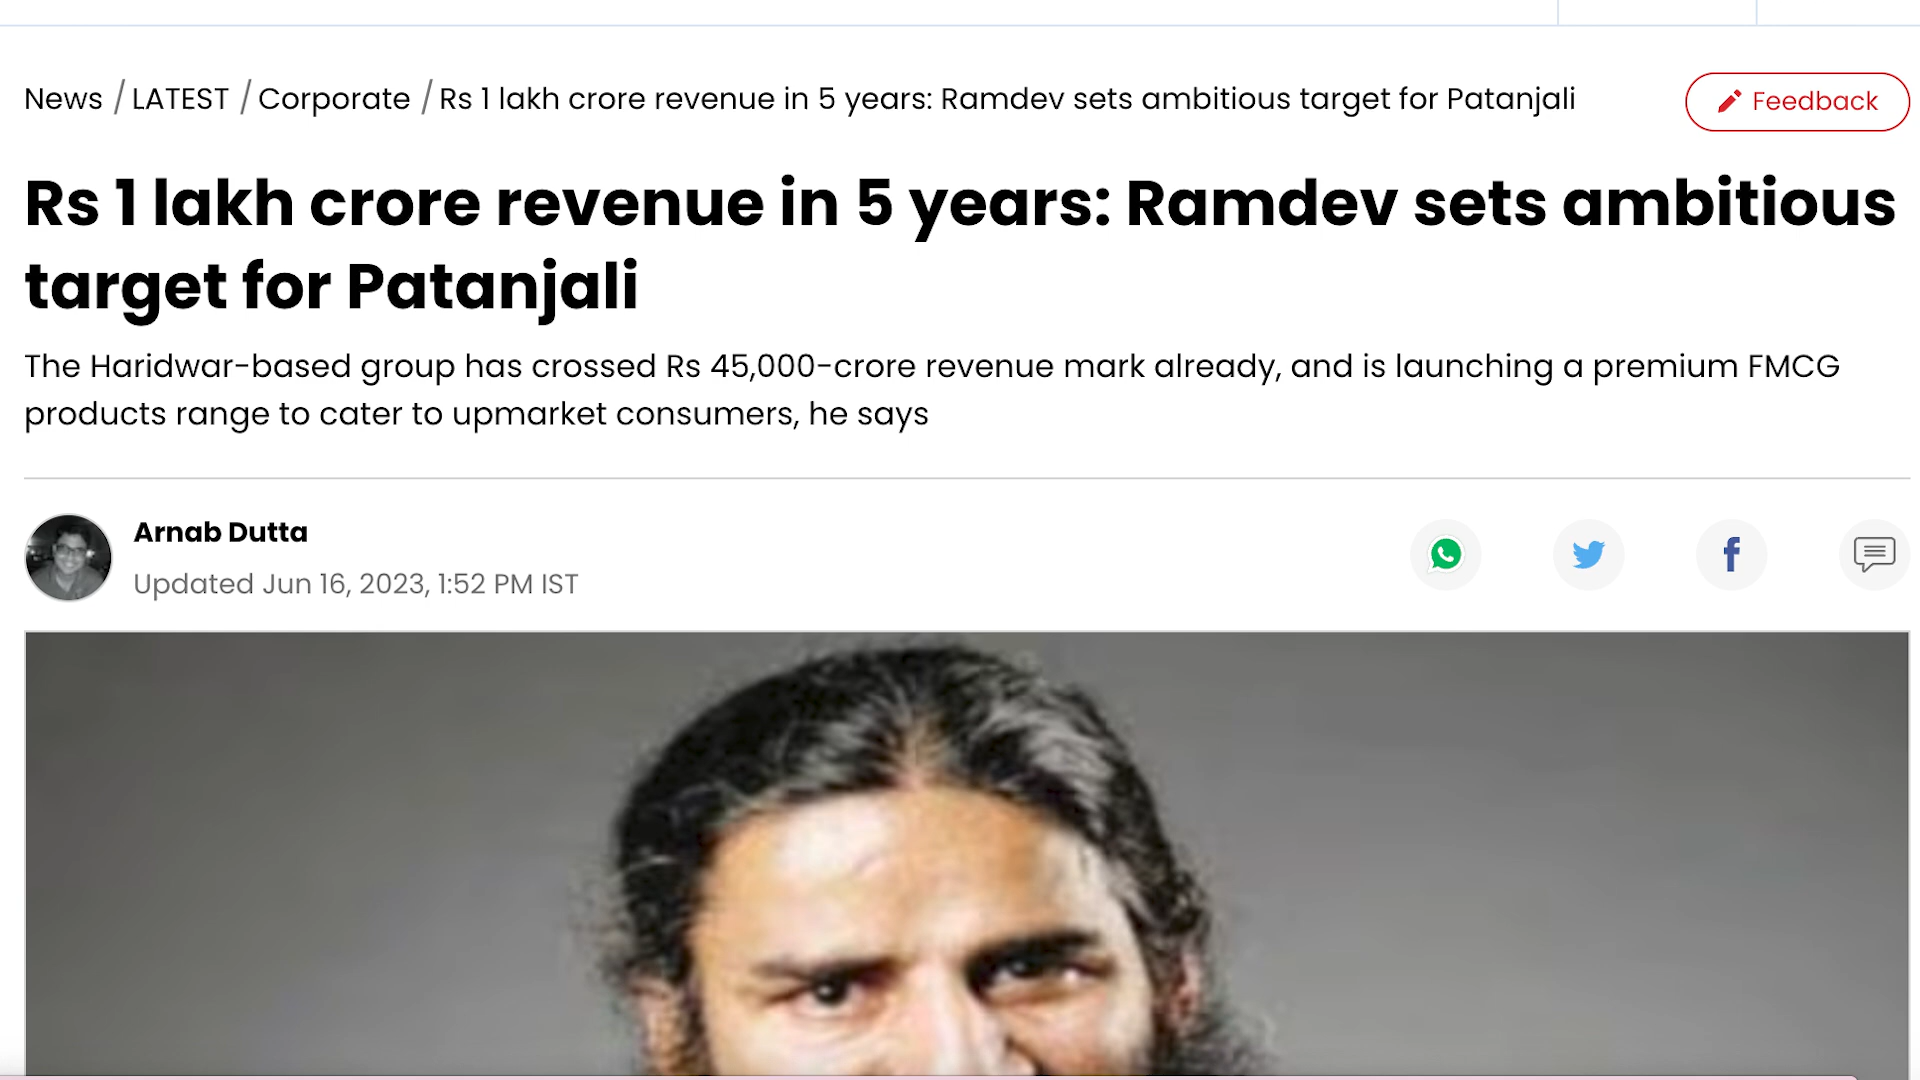 News / LATEST / Corporate / Rs 1 lakh crore revenue in 5 years: Ramdev sets ambitious target for Patanjali
Feedback
Rs 1 lakh crore revenue in 5 years: Ramdev sets ambitious
target for Patanjali
The Haridwar-based group has crossed Rs 45,000-crore revenue mark already, and is launching a premium FMCG
products range to cater to upmarket consumers, he says
Arnab Dutta
Updated Jun 16, 2023, 1:52 PM IST